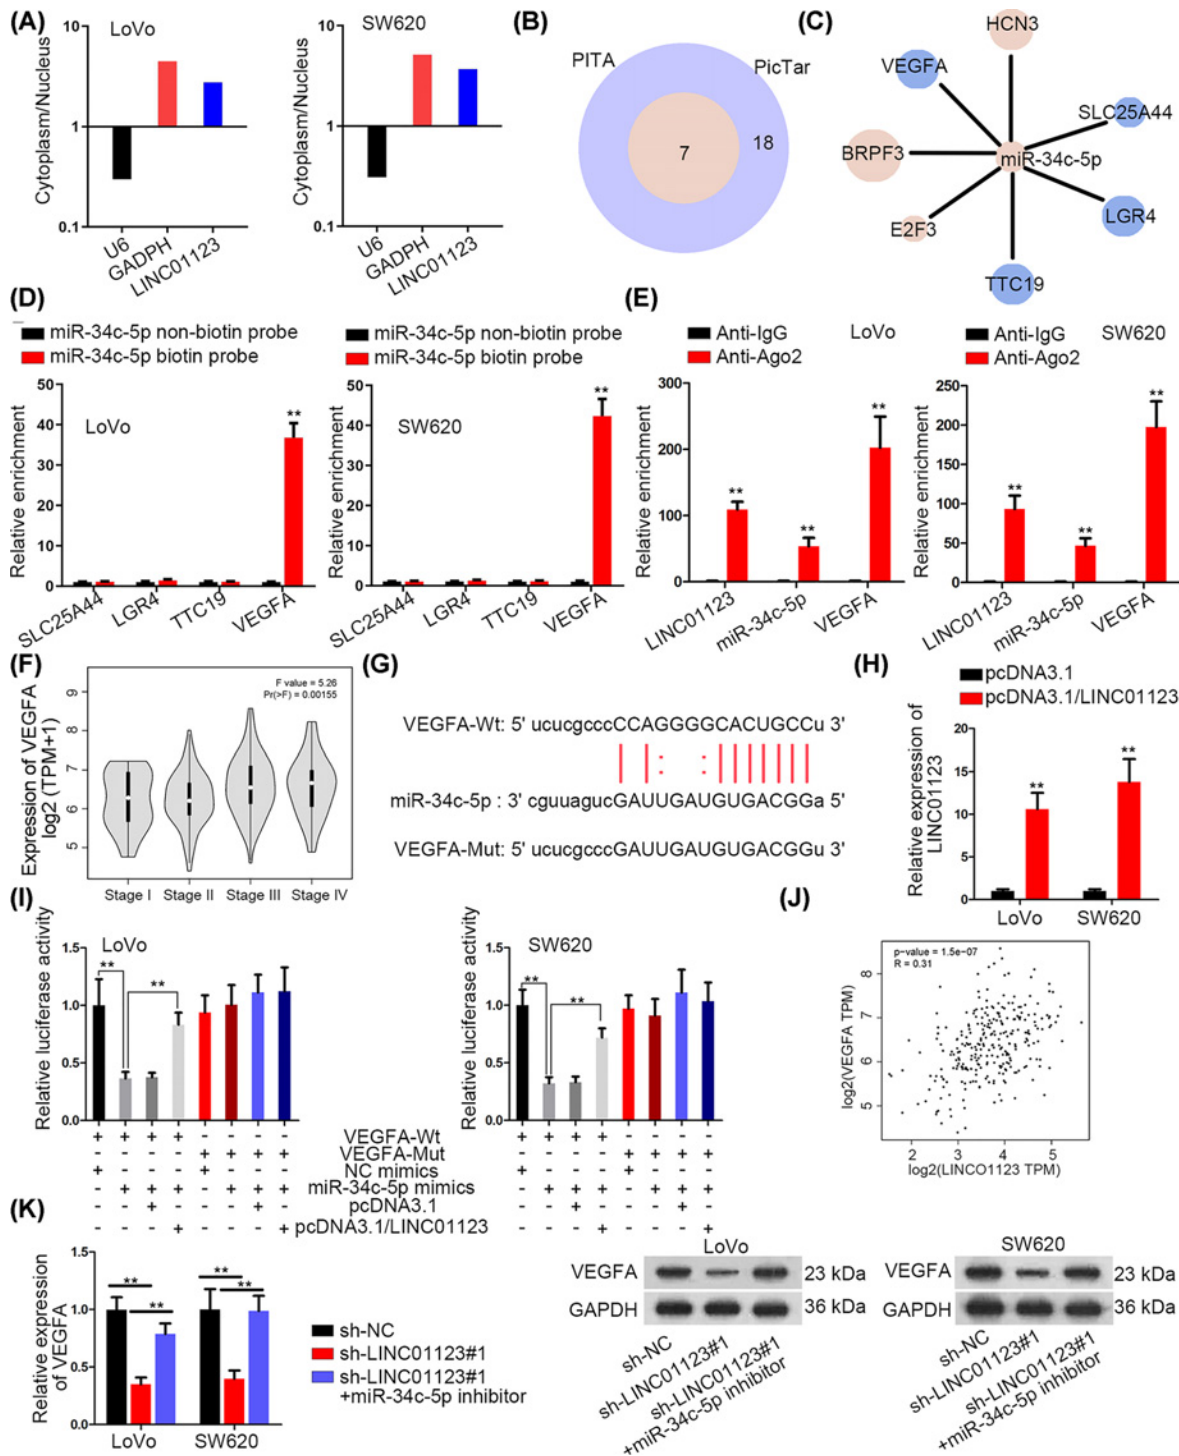 (A)
LoVo
Cytoplasm/Nucleus
1
0.1
U6
GADPH
LINC01123
SW620
Cytoplasm/Nucleus
10
1
0.1
U6
GADPH
LINC01123
(B)
PITA
PicTar
7
18
(C)
HCN3
VEGFA
SLC25A44
BRPF3
miR-34c-5p
E2F3
LGR4
TTC19
(D)
miR-34c-5p non-biotin probe
miR-34c-5p biotin probe
LoVo
Relative enrichment
50
40
30
20
10
0
**
SLC25A44
LGR4
TTC19
VEGFA
miR-34c-5p non-biotin probe
miR-34c-5p biotin probe
SW620
Relative enrichment
50
40
30
20
10
0
**
SLC25A44
LGR4
TTC19
VEGFA
(E)
Anti-IgG
Anti-Ago2
LoVo
Relative enrichment
300
200
100
0
**
**
**
LINC01123
miR-34c-5p
VEGFA
Anti-IgG
Anti-Ago2
SW620
Relative enrichment
250
200
150
100
50
0
**
**
**
LINC01123
miR-34c-5p
VEGFA
(F)
Expression of VEGFA
log2 (TPM+1)
F value = 5.26
Pr(>F) = 0.00155
9
8
7
6
5
Stage I
Stage II
Stage III
Stage IV
(G)
VEGFA-Wt: 5' ucucgcccCCAGGGGCACUGCCu 3'
miR-34c-5p : 3' cguuagucGAUUGAUGUGACGGa 5'
VEGFA-Mut: 5' ucucgcccGAUUGAUGUGACGGu 3'
(H)
pcDNA3.1
pcDNA3.1/LINC01123
Relative expression of
LINC01123
20
15
10
5
0
**
**
LoVo
SW620
(I)
LoVo
Relative luciferase activity
1.5
1.0
0.5
0.0
**
**
SW620
Relative luciferase activity
1.5
1.0
0.5
0.0
**
**
+ + + + - - - - VEGFA-Wt + + + + - - - -
- - - - + + + + VEGFA-Mut - - - - + + + +
+ - - - + - - - NC mimics + - - - + - - -
- + + + - + + + miR-34c-5p mimics - + + + - + + +
- - + - - - + - pcDNA3.1 - - + - - - + -
- - - + - - - + pcDNA3.1/LINC01123 - - - + - - - +
(J)
p-value = 1.5e-07
R = 0.31
log2(VEGFA TPM)
8
7
6
5
2
3
4
5
log2(LINC01123 TPM)
(K)
Relative expression
of VEGFA
1.5
1.0
0.5
0.0
**
**
**
**
LoVo
SW620
sh-NC
sh-LINC01123#1
sh-LINC01123#1
+miR-34c-5p inhibitor
LoVo
VEGFA
23 kDa
GAPDH
36 kDa
sh-NC
sh-LINC01123#1
sh-LINC01123#1
+miR-34c-5p inhibitor
SW620
VEGFA
23 kDa
GAPDH
36 kDa
sh-NC
sh-LINC01123#1
sh-LINC01123#1
+miR-34c-5p inhibitor